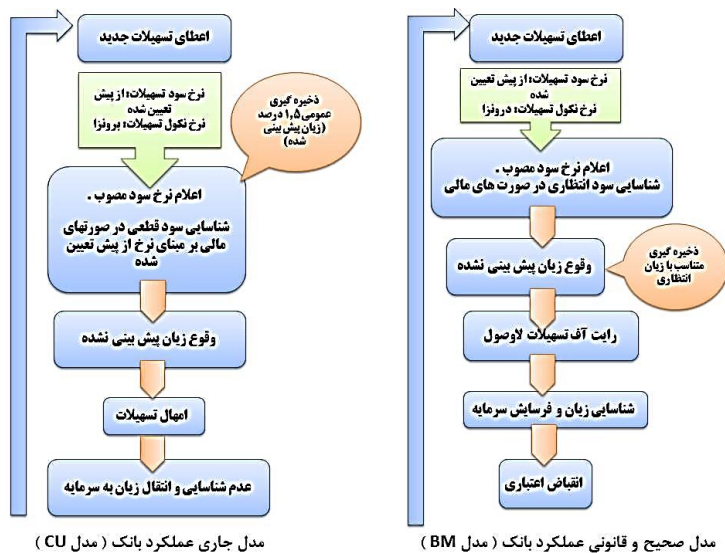 اعطای تسهیلات جدید
نرخ سود تسهیلات: از پیش
تعیین شده
نرخ نکول تسهیلات: برونزا
ذخیره گیری
عمومی ۱,۵ درصد
(زیان پیش بینی
شده)
اعلام نرخ سود مصوب .
شناسایی سود قطعی در صورتهای
مالی بر مبنای نرخ از پیش تعیین
شده
وقوع زیان پیش بینی نشده
امهال تسهیلات
عدم شناسایی و انتقال زیان به سرمایه
مدل جاری عملکرد بانک ( مدل CU )
اعطای تسهیلات جدید
نرخ سود تسهیلات: از پیش تعیین
شده
نرخ نکول تسهیلات: درونزا
اعلام نرخ سود مصوب .
شناسایی سود انتظاری در صورت های مالی
وقوع زیان پیش بینی نشده
ذخیره گیری
متناسب با زیان
انتظاری
رایت آف تسهیلات لاوصول
شناسایی زیان و فرسایش سرمایه
انقباض اعتباری
مدل صحیح و قانونی عملکرد بانک ( مدل BM )